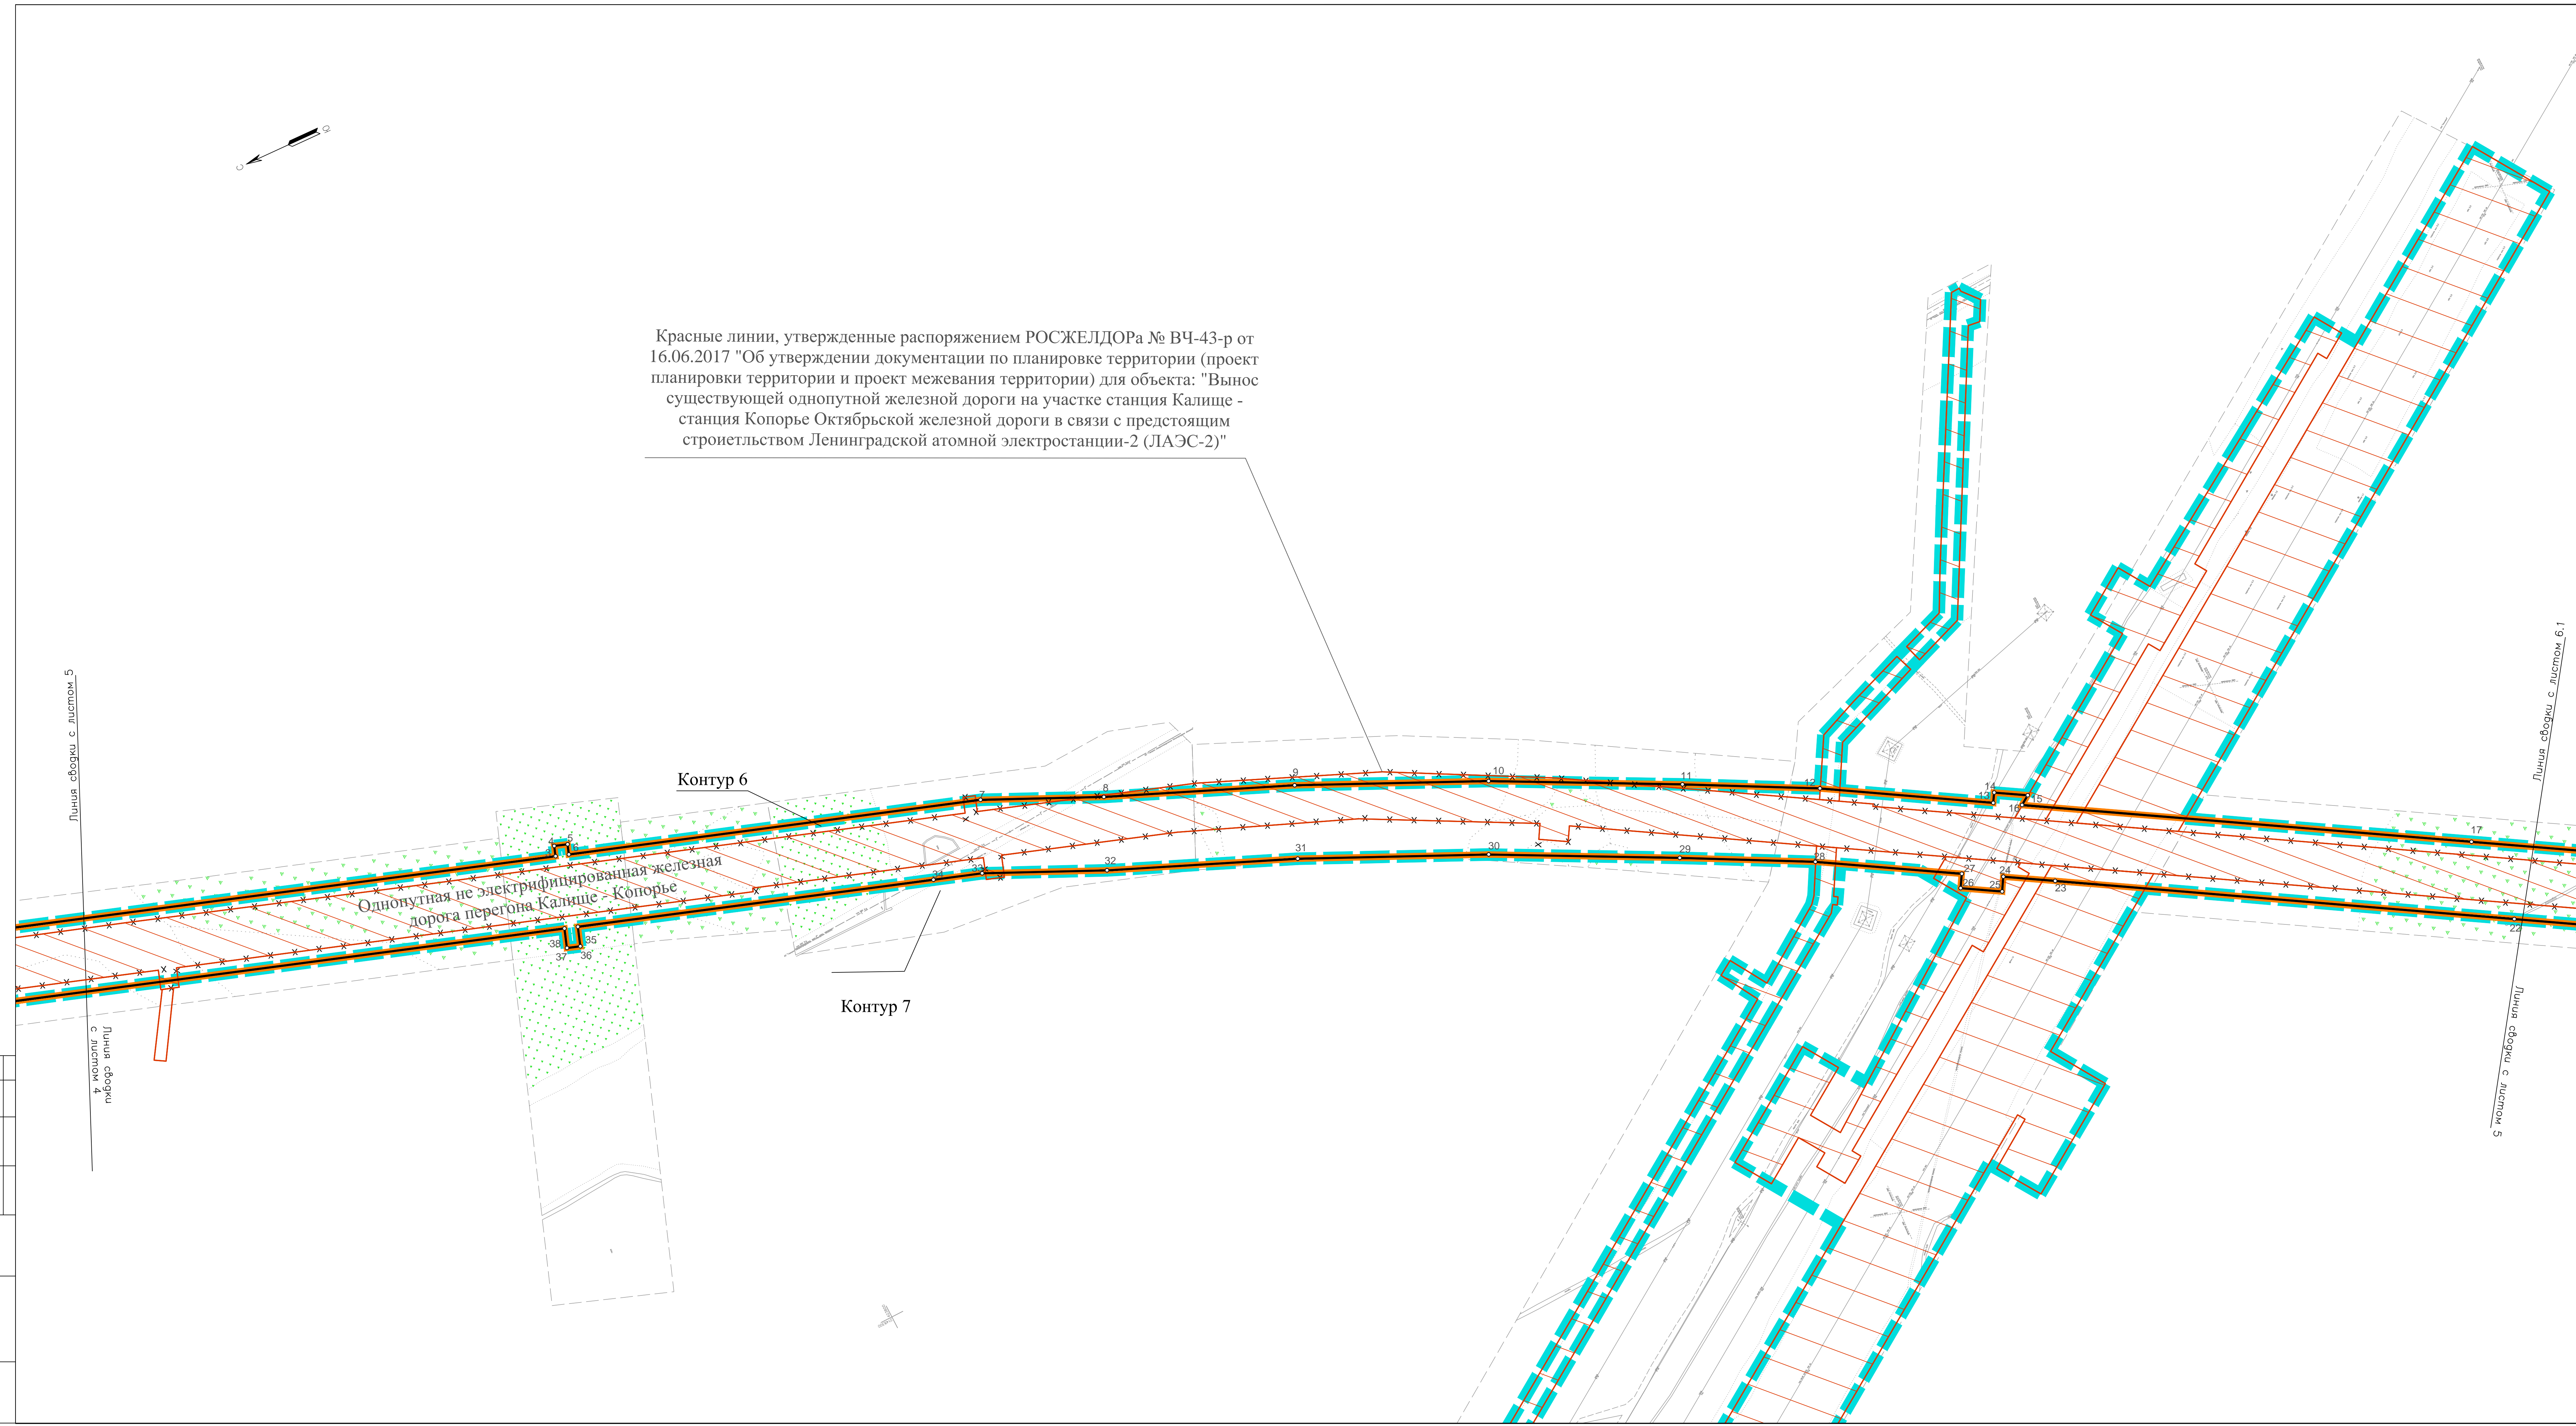 Ю
С
Красные линии, утвержденные распоряжением РОСЖЕЛДОРа № ВЧ-43-р от
16.06.2017 "Об утверждении документации по планировке территории (проект
планировки территории и проект межевания территории) для объекта: "Вынос
существующей однопутной железной дороги на участке станция Калище -
станция Копорье Октябрьской железной дороги в связи с предстоящим
строиетльством Ленинградской атомной электростанции-2 (ЛАЭС-2)"
Линия сводки с листом 5
Линия сводки
с листом 4
Контур 6
Контур 7
Однопутная не электрифицированная железная
дорога перегона Калище - Копорье
Линия сводки с листом 6.1
Линия сводки с листом 5
3
4
5
6
7
8
9
10
11
12
13
14
15
16
17
22
23
24
25
26
27
28
29
30
31
32
33
34
35
36
37
38